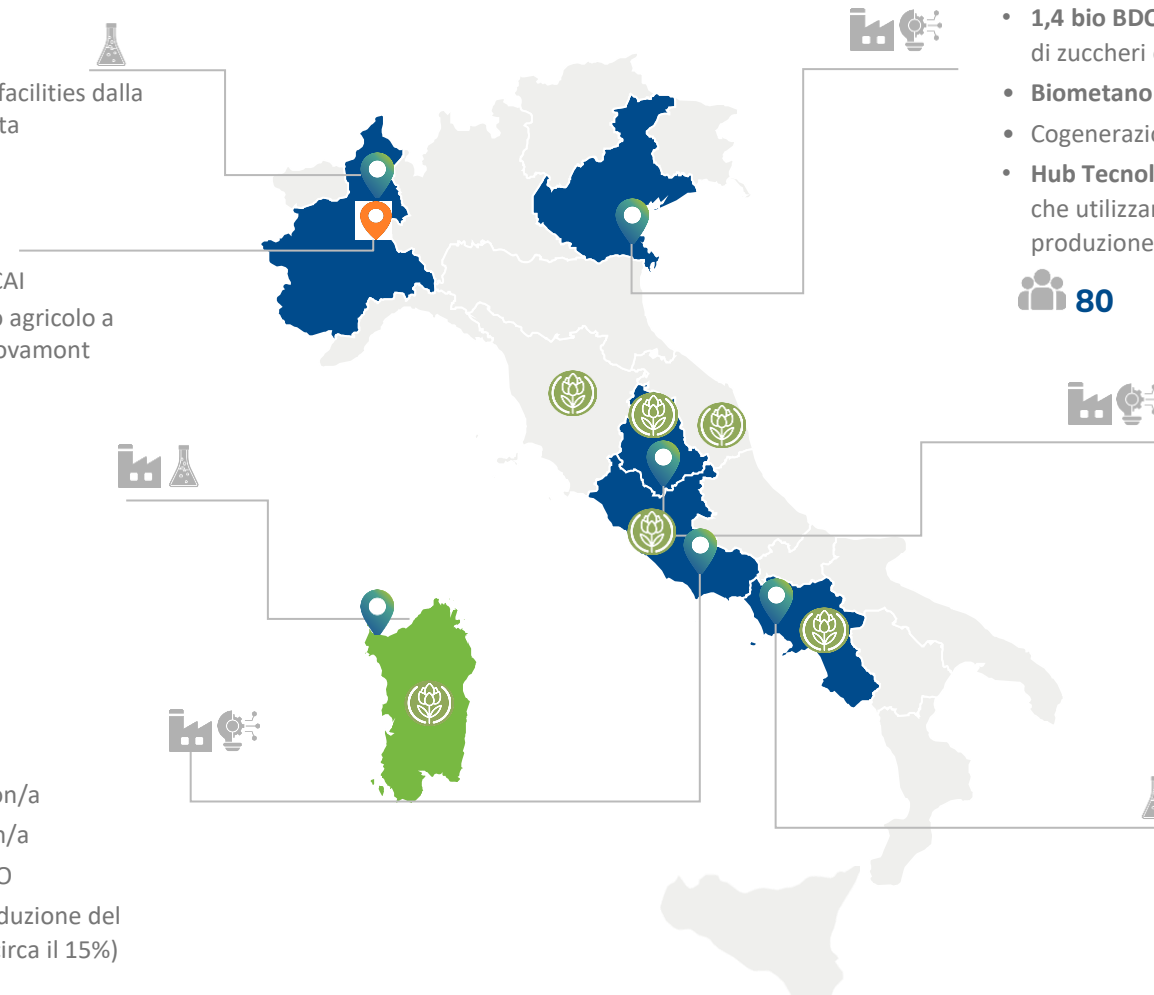 facilities dalla
ta
CAI
o agricolo a
ovamont
on/a
n/a
O
duzione del
circa il 15%)
• 1,4 bio BDO
di zuccheri
• Biometano
• Cogenerazio
• Hub Tecnol
che utilizzan
produzione
80